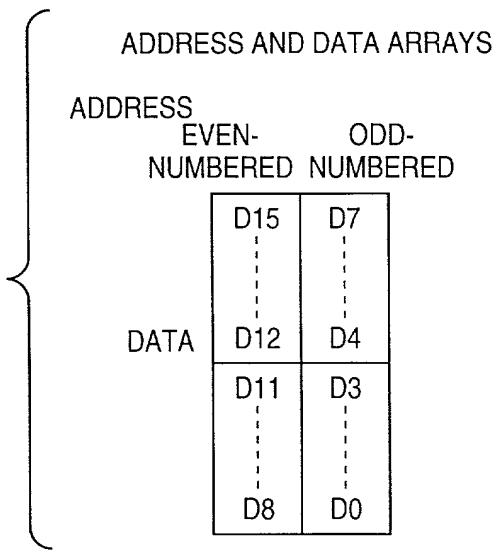 ADDRESS AND DATA ARRAYS
ADDRESS
EVEN- ODD-
NUMBERED NUMBERED
D15 D7
DATA D12 D4
D11 D3
D8 D0